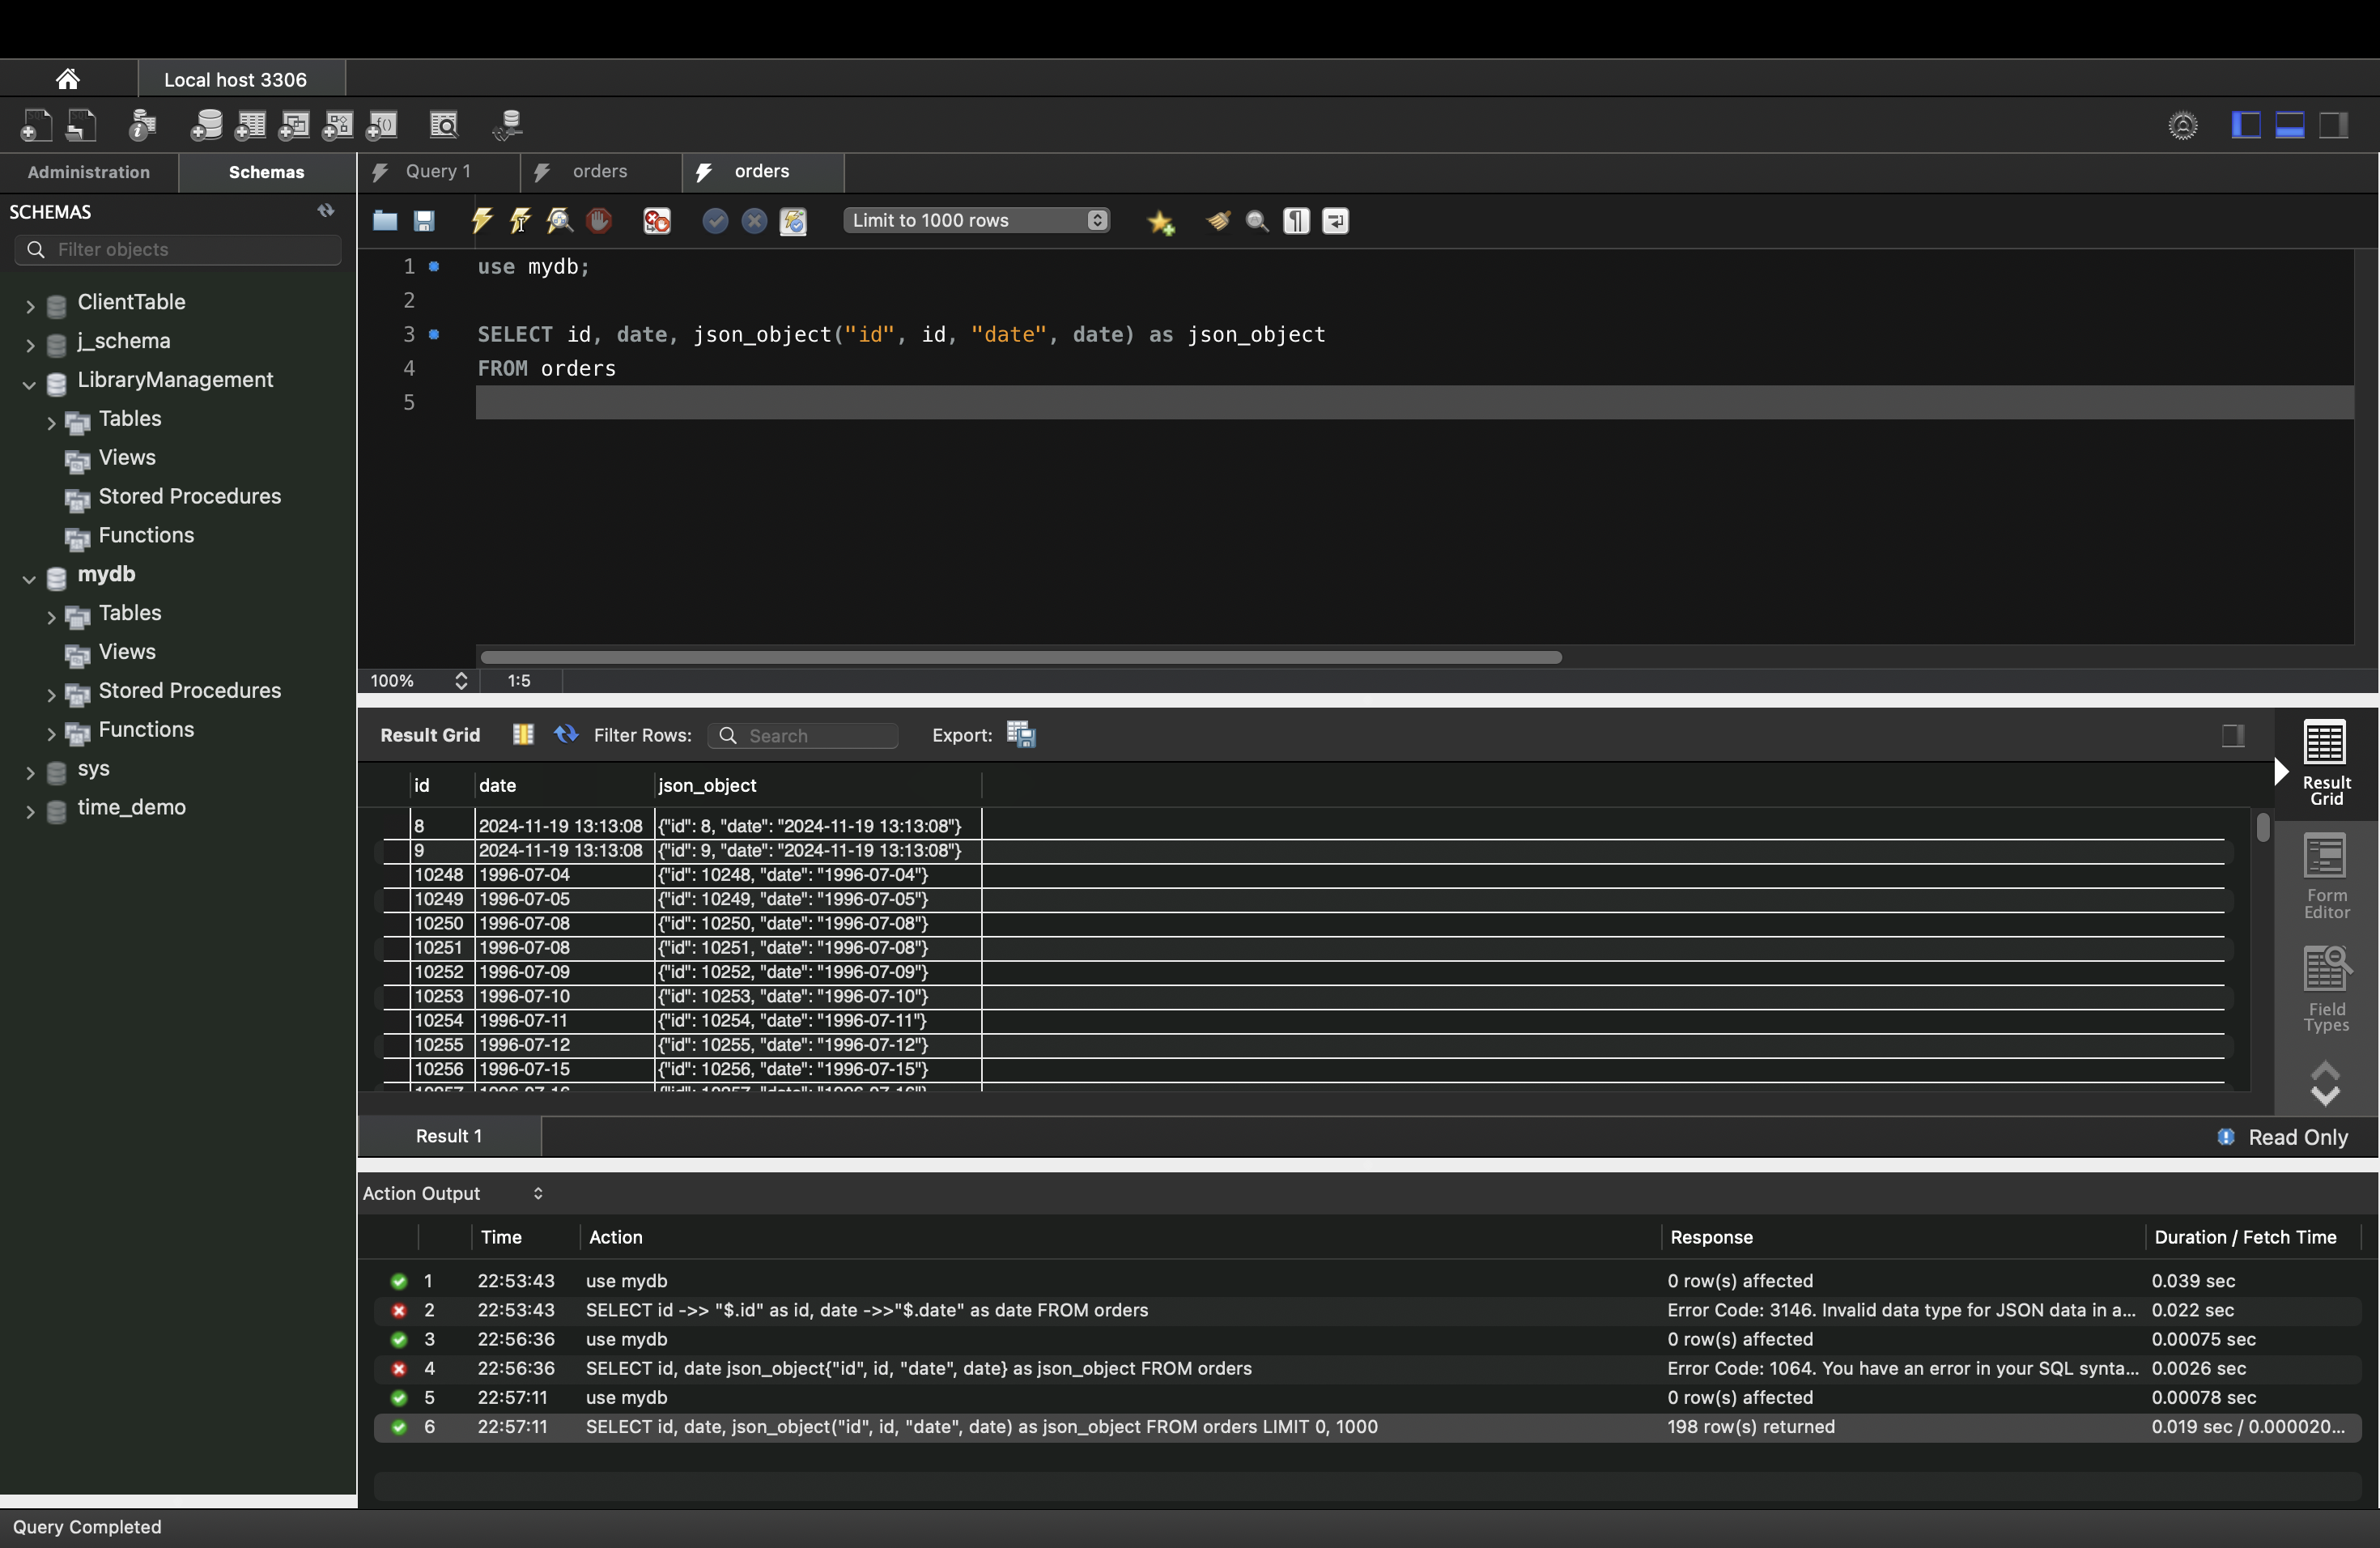 Local host 3306
Administration
Schemas
Query 1
orders
orders
SCHEMAS
Filter objects
Limit to 1000 rows
ClientTable
j_schema
LibraryManagement
Tables
Views
Stored Procedures
Functions
mydb
Tables
Views
Stored Procedures
Functions
sys
time_demo
1 use mydb;
2
3 SELECT id, date, json_object("id", id, "date", date) as json_object
4 FROM orders
5
100% 1:5
Result Grid Filter Rows: Search Export:
id date json_object
8 2024-11-19 13:13:08 {"id": 8, "date": "2024-11-19 13:13:08"}
9 2024-11-19 13:13:08 {"id": 9, "date": "2024-11-19 13:13:08"}
10248 1996-07-04 {"id": 10248, "date": "1996-07-04"}
10249 1996-07-05 {"id": 10249, "date": "1996-07-05"}
10250 1996-07-08 {"id": 10250, "date": "1996-07-08"}
10251 1996-07-08 {"id": 10251, "date": "1996-07-08"}
10252 1996-07-09 {"id": 10252, "date": "1996-07-09"}
10253 1996-07-10 {"id": 10253, "date": "1996-07-10"}
10254 1996-07-11 {"id": 10254, "date": "1996-07-11"}
10255 1996-07-12 {"id": 10255, "date": "1996-07-12"}
10256 1996-07-15 {"id": 10256, "date": "1996-07-15"}
Result
Grid
Form
Editor
Field
Types
Result 1
Read Only
Action Output
Time Action Response Duration / Fetch Time
1 22:53:43 use mydb 0 row(s) affected 0.039 sec
2 22:53:43 SELECT id ->> "$.id" as id, date ->>"$.date" as date FROM orders Error Code: 3146. Invalid data type for JSON data in a... 0.022 sec
3 22:56:36 use mydb 0 row(s) affected 0.00075 sec
4 22:56:36 SELECT id, date json_object{"id", id, "date", date} as json_object FROM orders Error Code: 1064. You have an error in your SQL synta... 0.0026 sec
5 22:57:11 use mydb 0 row(s) affected 0.00078 sec
6 22:57:11 SELECT id, date, json_object("id", id, "date", date) as json_object FROM orders LIMIT 0, 1000 198 row(s) returned 0.019 sec / 0.000020...
Query Completed